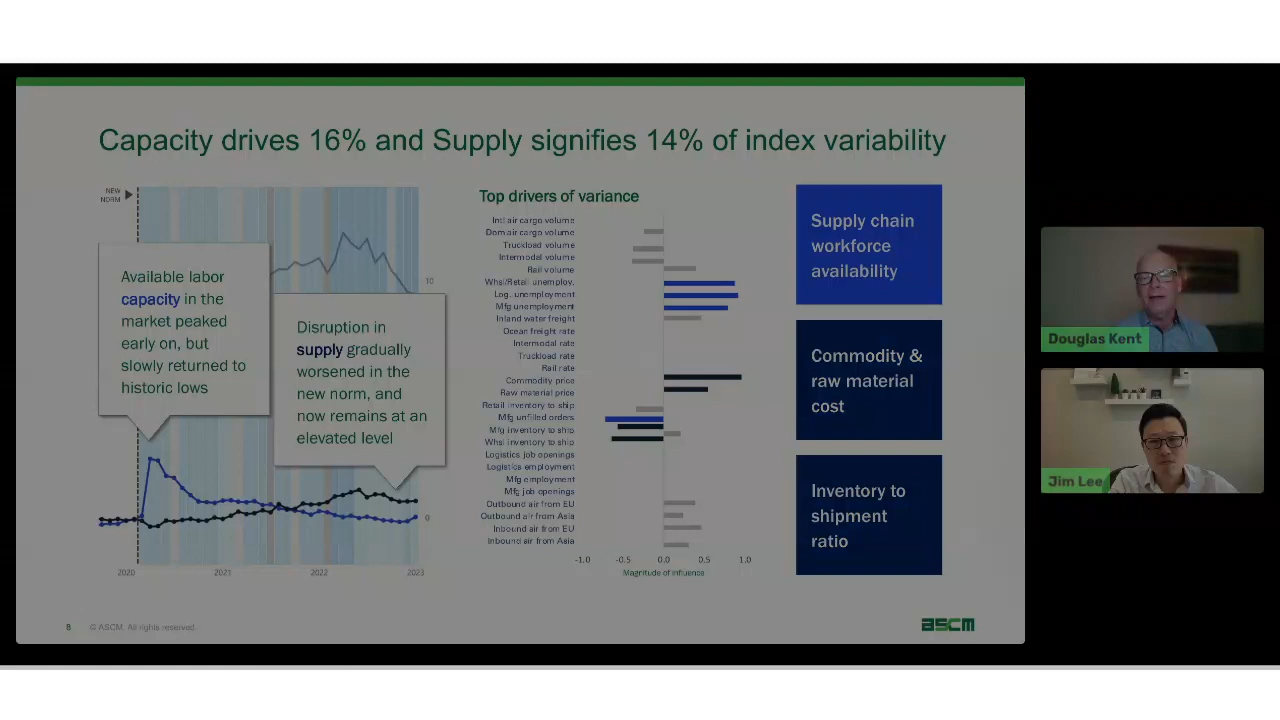 Capacity drives 16% and Supply signifies 14% of index variability
NEW
NORM
Available labor
capacity in the
market peaked
early on, but
slowly returned to
historic lows
Disruption in
supply gradually
worsened in the
new norm, and
now remains at an
elevated level
10
0
2020 2021 2022 2023
Top drivers of variance
Intl air cargo volume
Dom air cargo volume
Truckload volume
Intermodal volume
Rail volume
Whsl/Retail unemploy.
Log. unemployment
Mfg unemployment
Inland water freight
Ocean freight rate
Intermodal rate
Truckload rate
Rail rate
Commodity price
Raw material price
Retail inventory to ship
Mfg unfilled orders
Mfg inventory to ship
Whsl inventory to ship
Logistics job openings
Logistics employment
Mfg employment
Mfg job openings
Outbound air from EU
Outbound air from Asia
Inbound air from EU
Inbound air from Asia
-1.0 -0.5 0.0 0.5 1.0
Magnitude of influence
Supply chain
workforce
availability
Commodity &
raw material
cost
Inventory to
shipment
ratio
8 © ASCM. All rights reserved.
ascm
Douglas Kent
Jim Lee